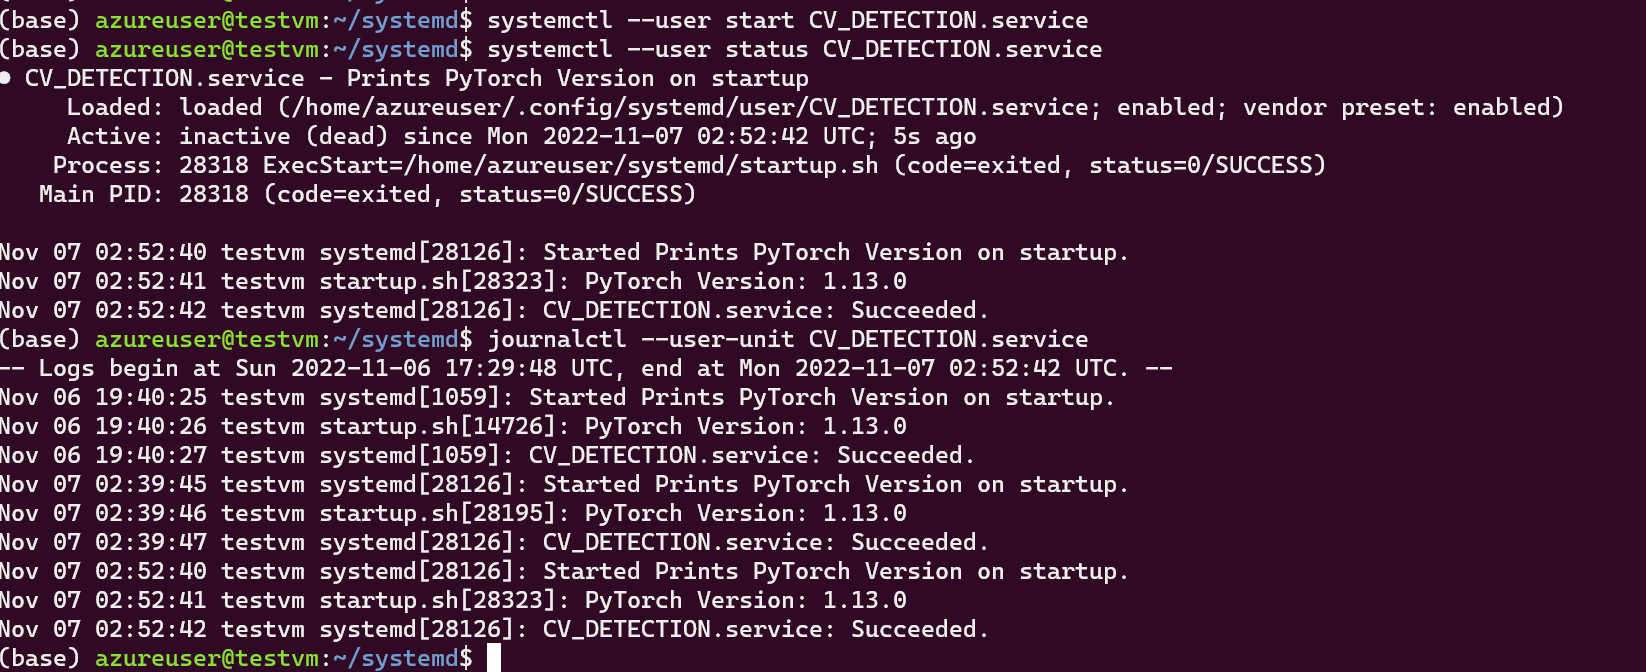 (base) azureuser@testvm:~/systemd$ systemctl --user start CV_DETECTION.service
(base) azureuser@testvm:~/systemd$ systemctl --user status CV_DETECTION.service
● CV_DETECTION.service - Prints PyTorch Version on startup
     Loaded: loaded (/home/azureuser/.config/systemd/user/CV_DETECTION.service; enabled; vendor preset: enabled)
     Active: inactive (dead) since Mon 2022-11-07 02:52:42 UTC; 5s ago
    Process: 28318 ExecStart=/home/azureuser/systemd/startup.sh (code=exited, status=0/SUCCESS)
   Main PID: 28318 (code=exited, status=0/SUCCESS)

Nov 07 02:52:40 testvm systemd[28126]: Started Prints PyTorch Version on startup.
Nov 07 02:52:41 testvm startup.sh[28323]: PyTorch Version: 1.13.0
Nov 07 02:52:42 testvm systemd[28126]: CV_DETECTION.service: Succeeded.
(base) azureuser@testvm:~/systemd$ journalctl --user-unit CV_DETECTION.service
-- Logs begin at Sun 2022-11-06 17:29:48 UTC, end at Mon 2022-11-07 02:52:42 UTC. --
Nov 06 19:40:25 testvm systemd[1059]: Started Prints PyTorch Version on startup.
Nov 06 19:40:26 testvm startup.sh[14726]: PyTorch Version: 1.13.0
Nov 06 19:40:27 testvm systemd[1059]: CV_DETECTION.service: Succeeded.
Nov 07 02:39:45 testvm systemd[28126]: Started Prints PyTorch Version on startup.
Nov 07 02:39:46 testvm startup.sh[28195]: PyTorch Version: 1.13.0
Nov 07 02:39:47 testvm systemd[28126]: CV_DETECTION.service: Succeeded.
Nov 07 02:52:40 testvm systemd[28126]: Started Prints PyTorch Version on startup.
Nov 07 02:52:41 testvm startup.sh[28323]: PyTorch Version: 1.13.0
Nov 07 02:52:42 testvm systemd[28126]: CV_DETECTION.service: Succeeded.
(base) azureuser@testvm:~/systemd$